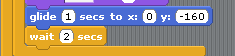 glide 1 secs to x: 0 y: -160
wait 2 secs